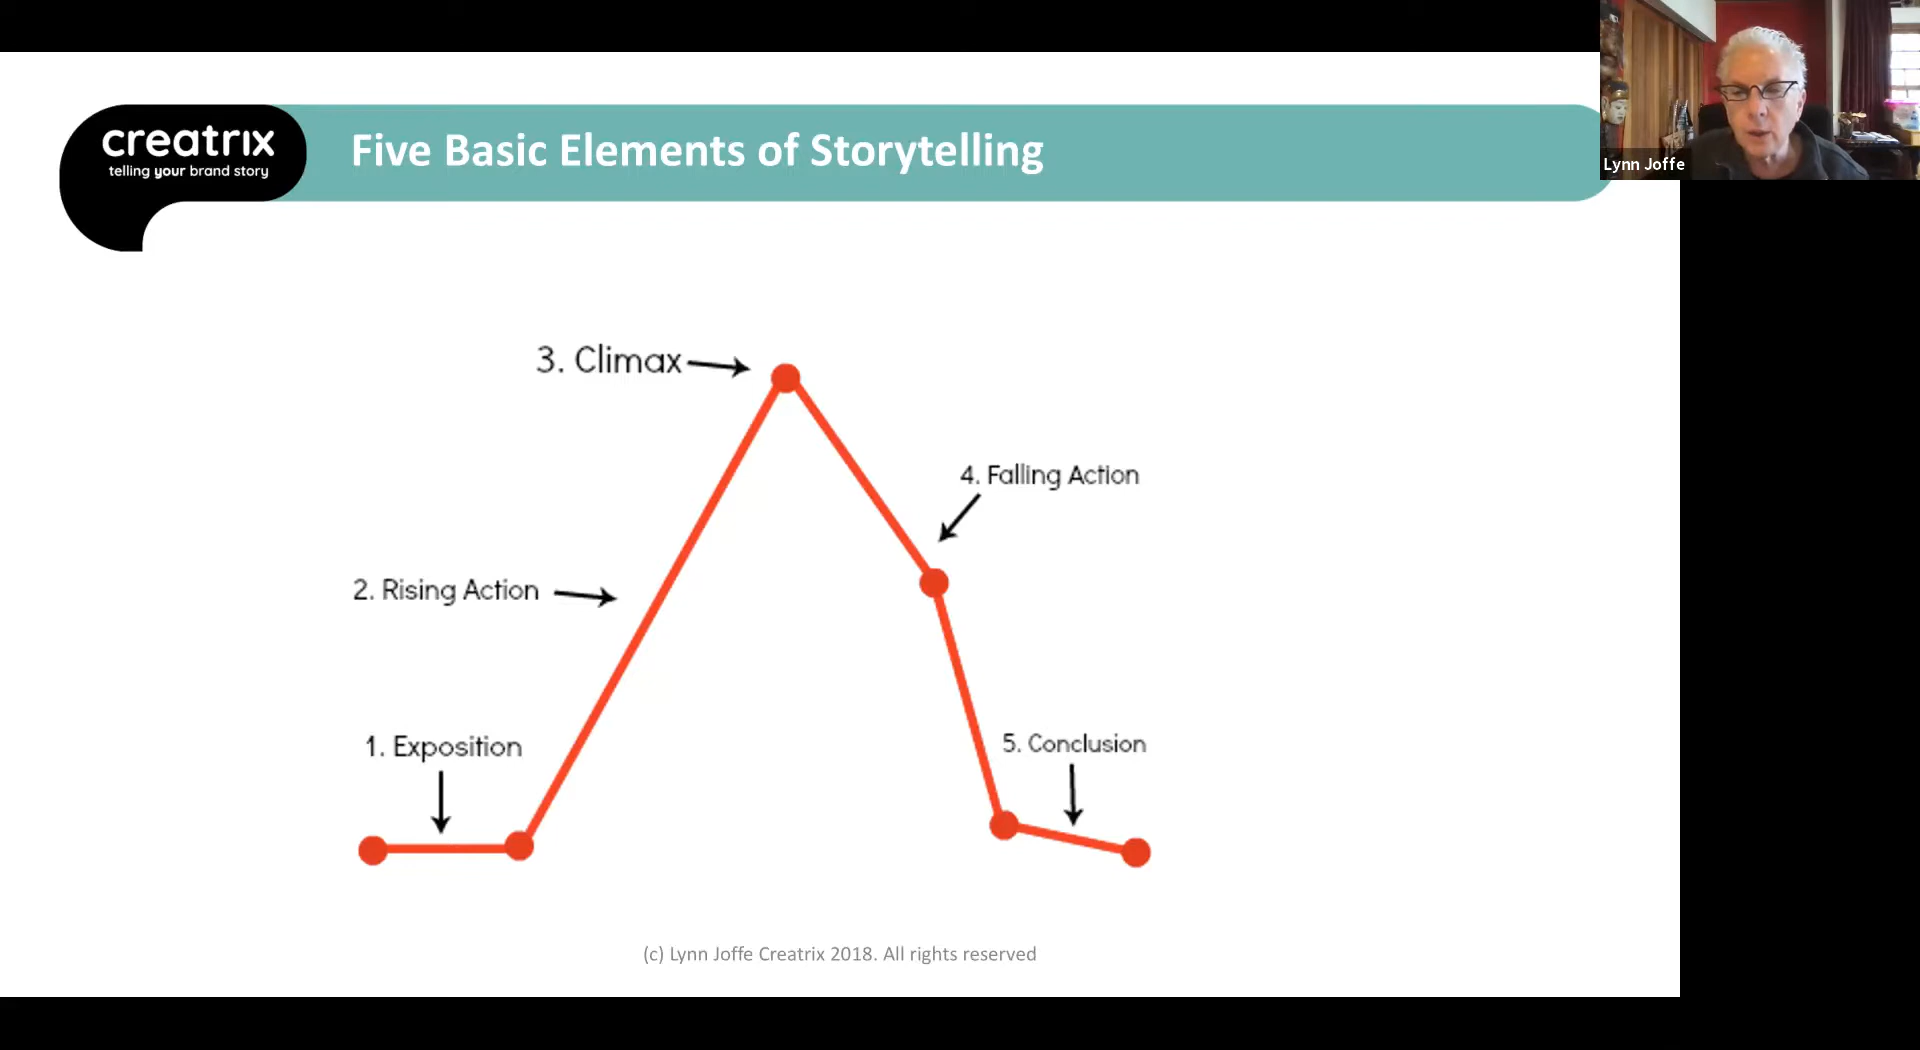 creatrix
telling your brand story
Five Basic Elements of Storytelling
Lynn Joffe
3. Climax
4. Falling Action
2. Rising Action
1. Exposition
5. Conclusion
(c) Lynn Joffe Creatrix 2018. All rights reserved